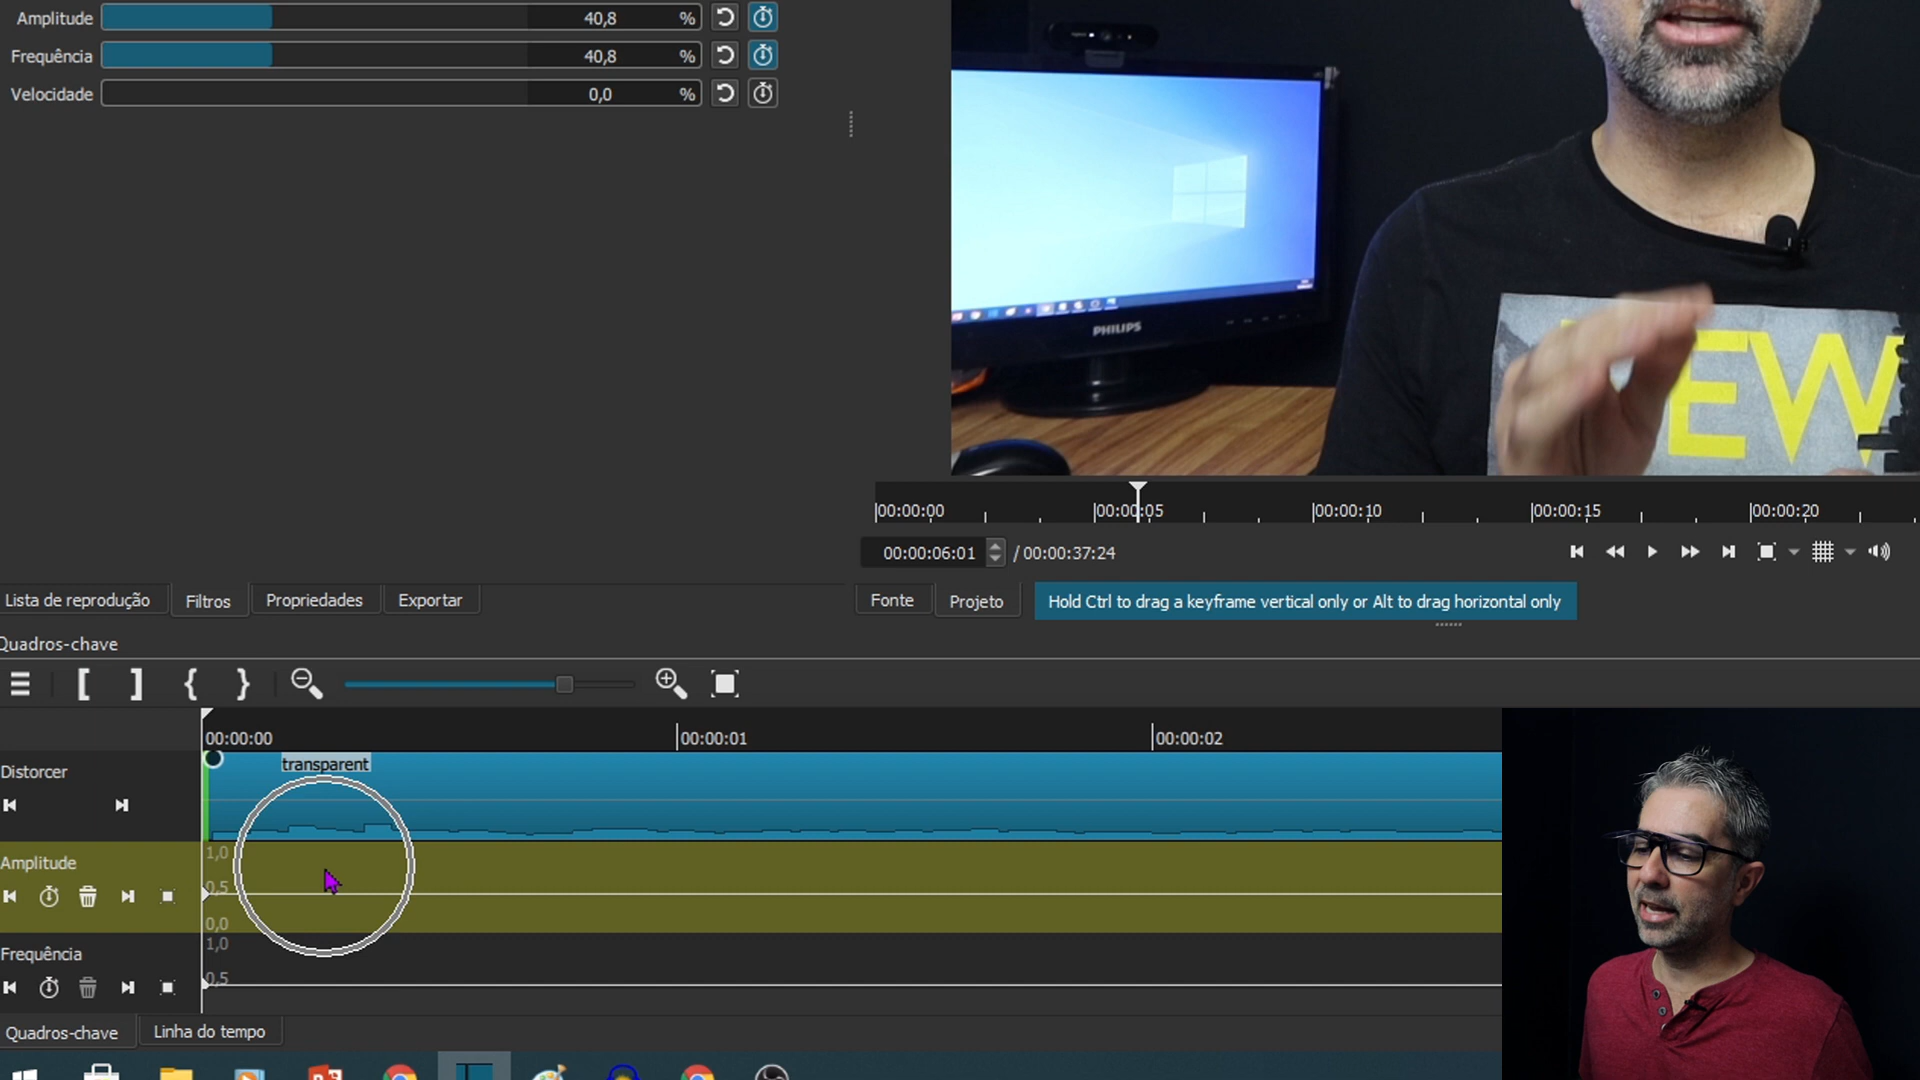 Amplitude 40,8 %
Frequência 40,8 %
Velocidade 0,0 %
PHILIPS
EW
00:00:00 00:00:05 00:00:10 00:00:15 00:00:20
00:00:06:01 / 00:00:37:24
Lista de reprodução Filtros Propriedades Exportar
Fonte Projeto Hold Ctrl to drag a keyframe vertical only or Alt to drag horizontal only
Quadros-chave
[ ] { }
00:00:00 00:00:01 00:00:02
transparent
Distorcer
1,0
Amplitude
0,5
0,0
1,0
Frequência
0,5
Quadros-chave Linha do tempo